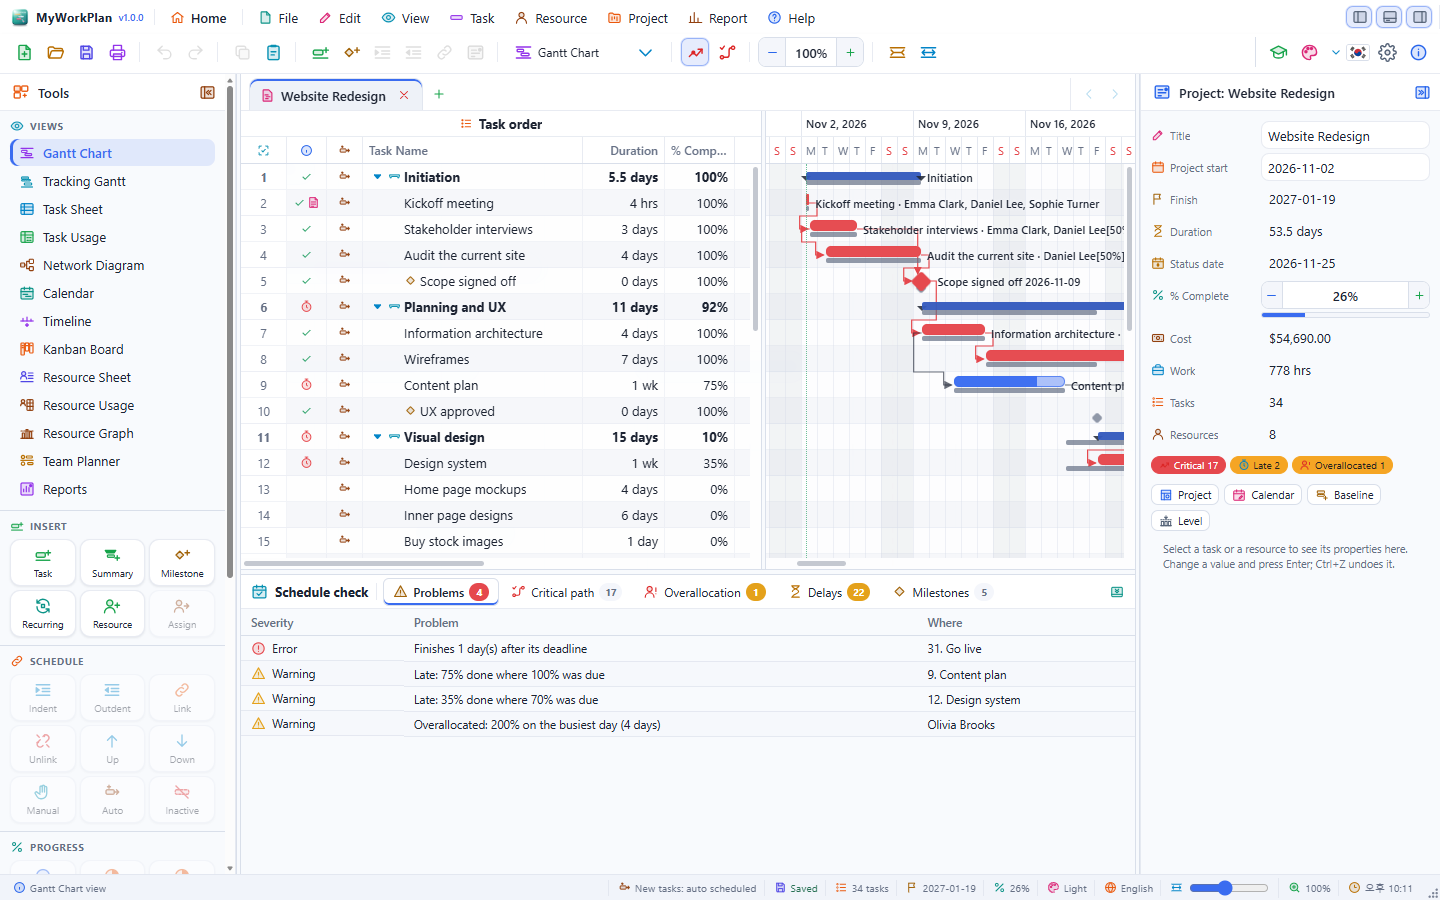 MyWorkPlan v1.0.0
Home File Edit View Task Resource Project Report Help
Gantt Chart 100%
Tools
VIEWS
Gantt Chart
Tracking Gantt
Task Sheet
Task Usage
Network Diagram
Calendar
Timeline
Kanban Board
Resource Sheet
Resource Usage
Resource Graph
Team Planner
Reports
INSERT
Task Summary Milestone
Recurring Resource Assign
SCHEDULE
Indent Outdent Link
Unlink Up Down
Manual Auto Inactive
PROGRESS
Website Redesign
Task order
Task Name Duration % Comp...
1 Initiation 5.5 days 100%
2 Kickoff meeting 4 hrs 100%
3 Stakeholder interviews 3 days 100%
4 Audit the current site 4 days 100%
5 Scope signed off 0 days 100%
6 Planning and UX 11 days 92%
7 Information architecture 4 days 100%
8 Wireframes 7 days 100%
9 Content plan 1 wk 75%
10 UX approved 0 days 100%
11 Visual design 15 days 10%
12 Design system 1 wk 35%
13 Home page mockups 4 days 0%
14 Inner page designs 6 days 0%
15 Buy stock images 1 day 0%
Nov 2, 2026 Nov 9, 2026 Nov 16, 2026
S S M T W T F S S M T W T F S S M T W T F S S
Initiation
Kickoff meeting · Emma Clark, Daniel Lee, Sophie Turner
Stakeholder interviews · Emma Clark, Daniel Lee[50%
Audit the current site · Daniel Lee[50%]
Scope signed off 2026-11-09
Information architecture ·
Content pl
Schedule check Problems 4 Critical path 17 Overallocation 1 Delays 22 Milestones 5
Severity Problem Where
Error Finishes 1 day(s) after its deadline 31. Go live
Warning Late: 75% done where 100% was due 9. Content plan
Warning Late: 35% done where 70% was due 12. Design system
Warning Overallocated: 200% on the busiest day (4 days) Olivia Brooks
Project: Website Redesign
Title Website Redesign
Project start 2026-11-02
Finish 2027-01-19
Duration 53.5 days
Status date 2026-11-25
% Complete 26%
Cost $54,690.00
Work 778 hrs
Tasks 34
Resources 8
Critical 17 Late 2 Overallocated 1
Project Calendar Baseline
Level
Select a task or a resource to see its properties here.
Change a value and press Enter; Ctrl+Z undoes it.
Gantt Chart view New tasks: auto scheduled Saved 34 tasks 2027-01-19 26% Light English 100% 오후 10:11